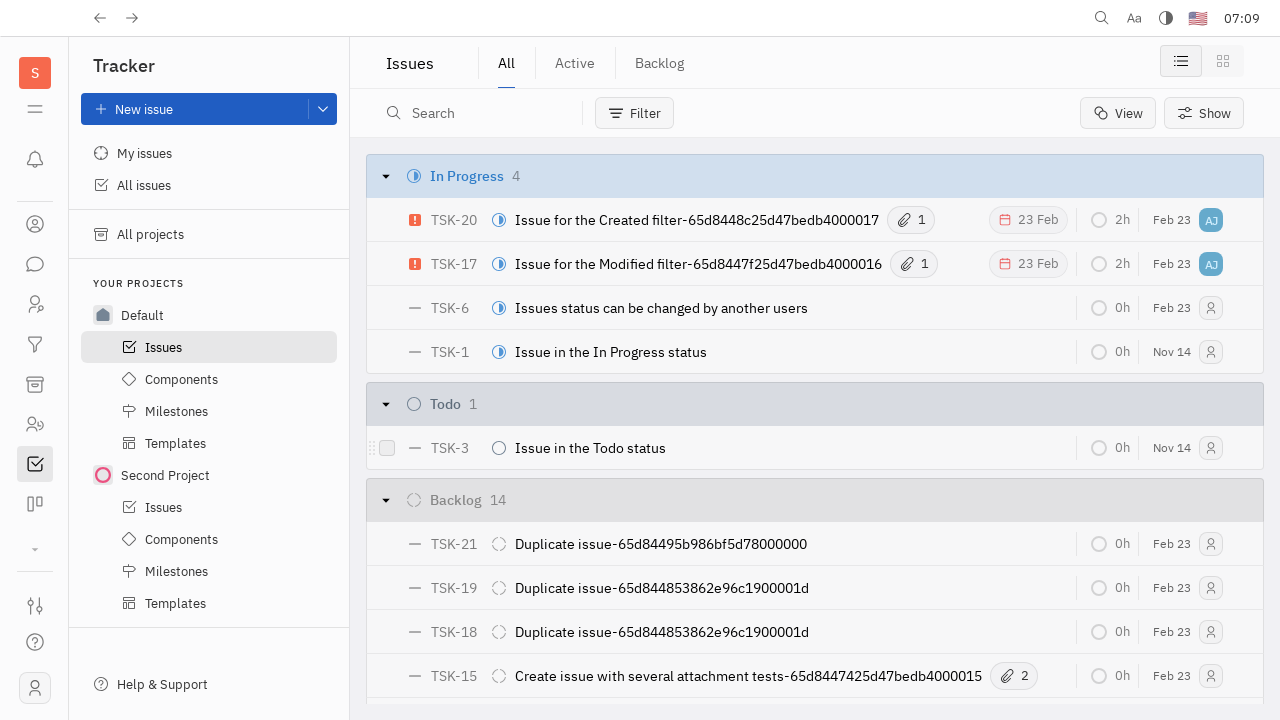 Aa
07:09
S
Tracker
New issue
My issues
All issues
All projects
YOUR PROJECTS
Default
Issues
Components
Milestones
Templates
Second Project
Issues
Components
Milestones
Templates
Help & Support
Issues
All
Active
Backlog
Search
Filter
View
Show
In Progress 4
TSK-20 Issue for the Created filter-65d8448c25d47bedb4000017 1 23 Feb 2h Feb 23 AJ
TSK-17 Issue for the Modified filter-65d8447f25d47bedb4000016 1 23 Feb 2h Feb 23 AJ
TSK-6 Issues status can be changed by another users 0h Feb 23
TSK-1 Issue in the In Progress status 0h Nov 14
Todo 1
TSK-3 Issue in the Todo status 0h Nov 14
Backlog 14
TSK-21 Duplicate issue-65d84495b986bf5d78000000 0h Feb 23
TSK-19 Duplicate issue-65d844853862e96c1900001d 0h Feb 23
TSK-18 Duplicate issue-65d844853862e96c1900001d 0h Feb 23
TSK-15 Create issue with several attachment tests-65d8447425d47bedb4000015 2 0h Feb 23